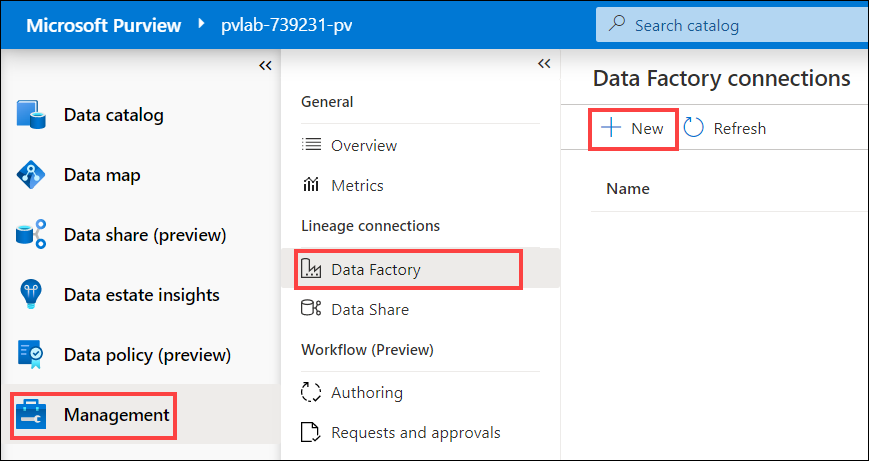 Microsoft Purview
pvlab-739231-pv
Search catalog
Data catalog
Data map
Data share (preview)
Data estate insights
Data policy (preview)
Management
General
Overview
Metrics
Lineage connections
Data Factory
Data Share
Workflow (Preview)
Authoring
Requests and approvals
Data Factory connections
New
Refresh
Name